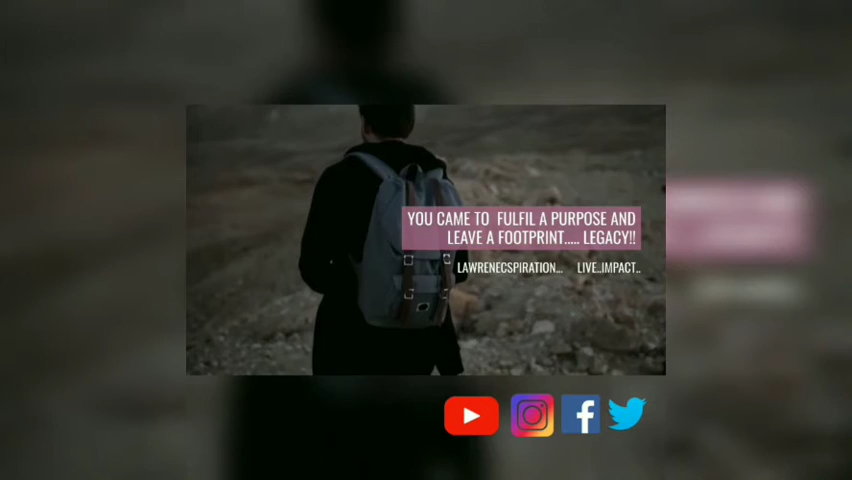 YOU CAME TO FULFIL A PURPOSE AND
LEAVE A FOOTPRINT..... LEGACY!!
LAWRENECSPIRATION... LIVE..IMPACT..